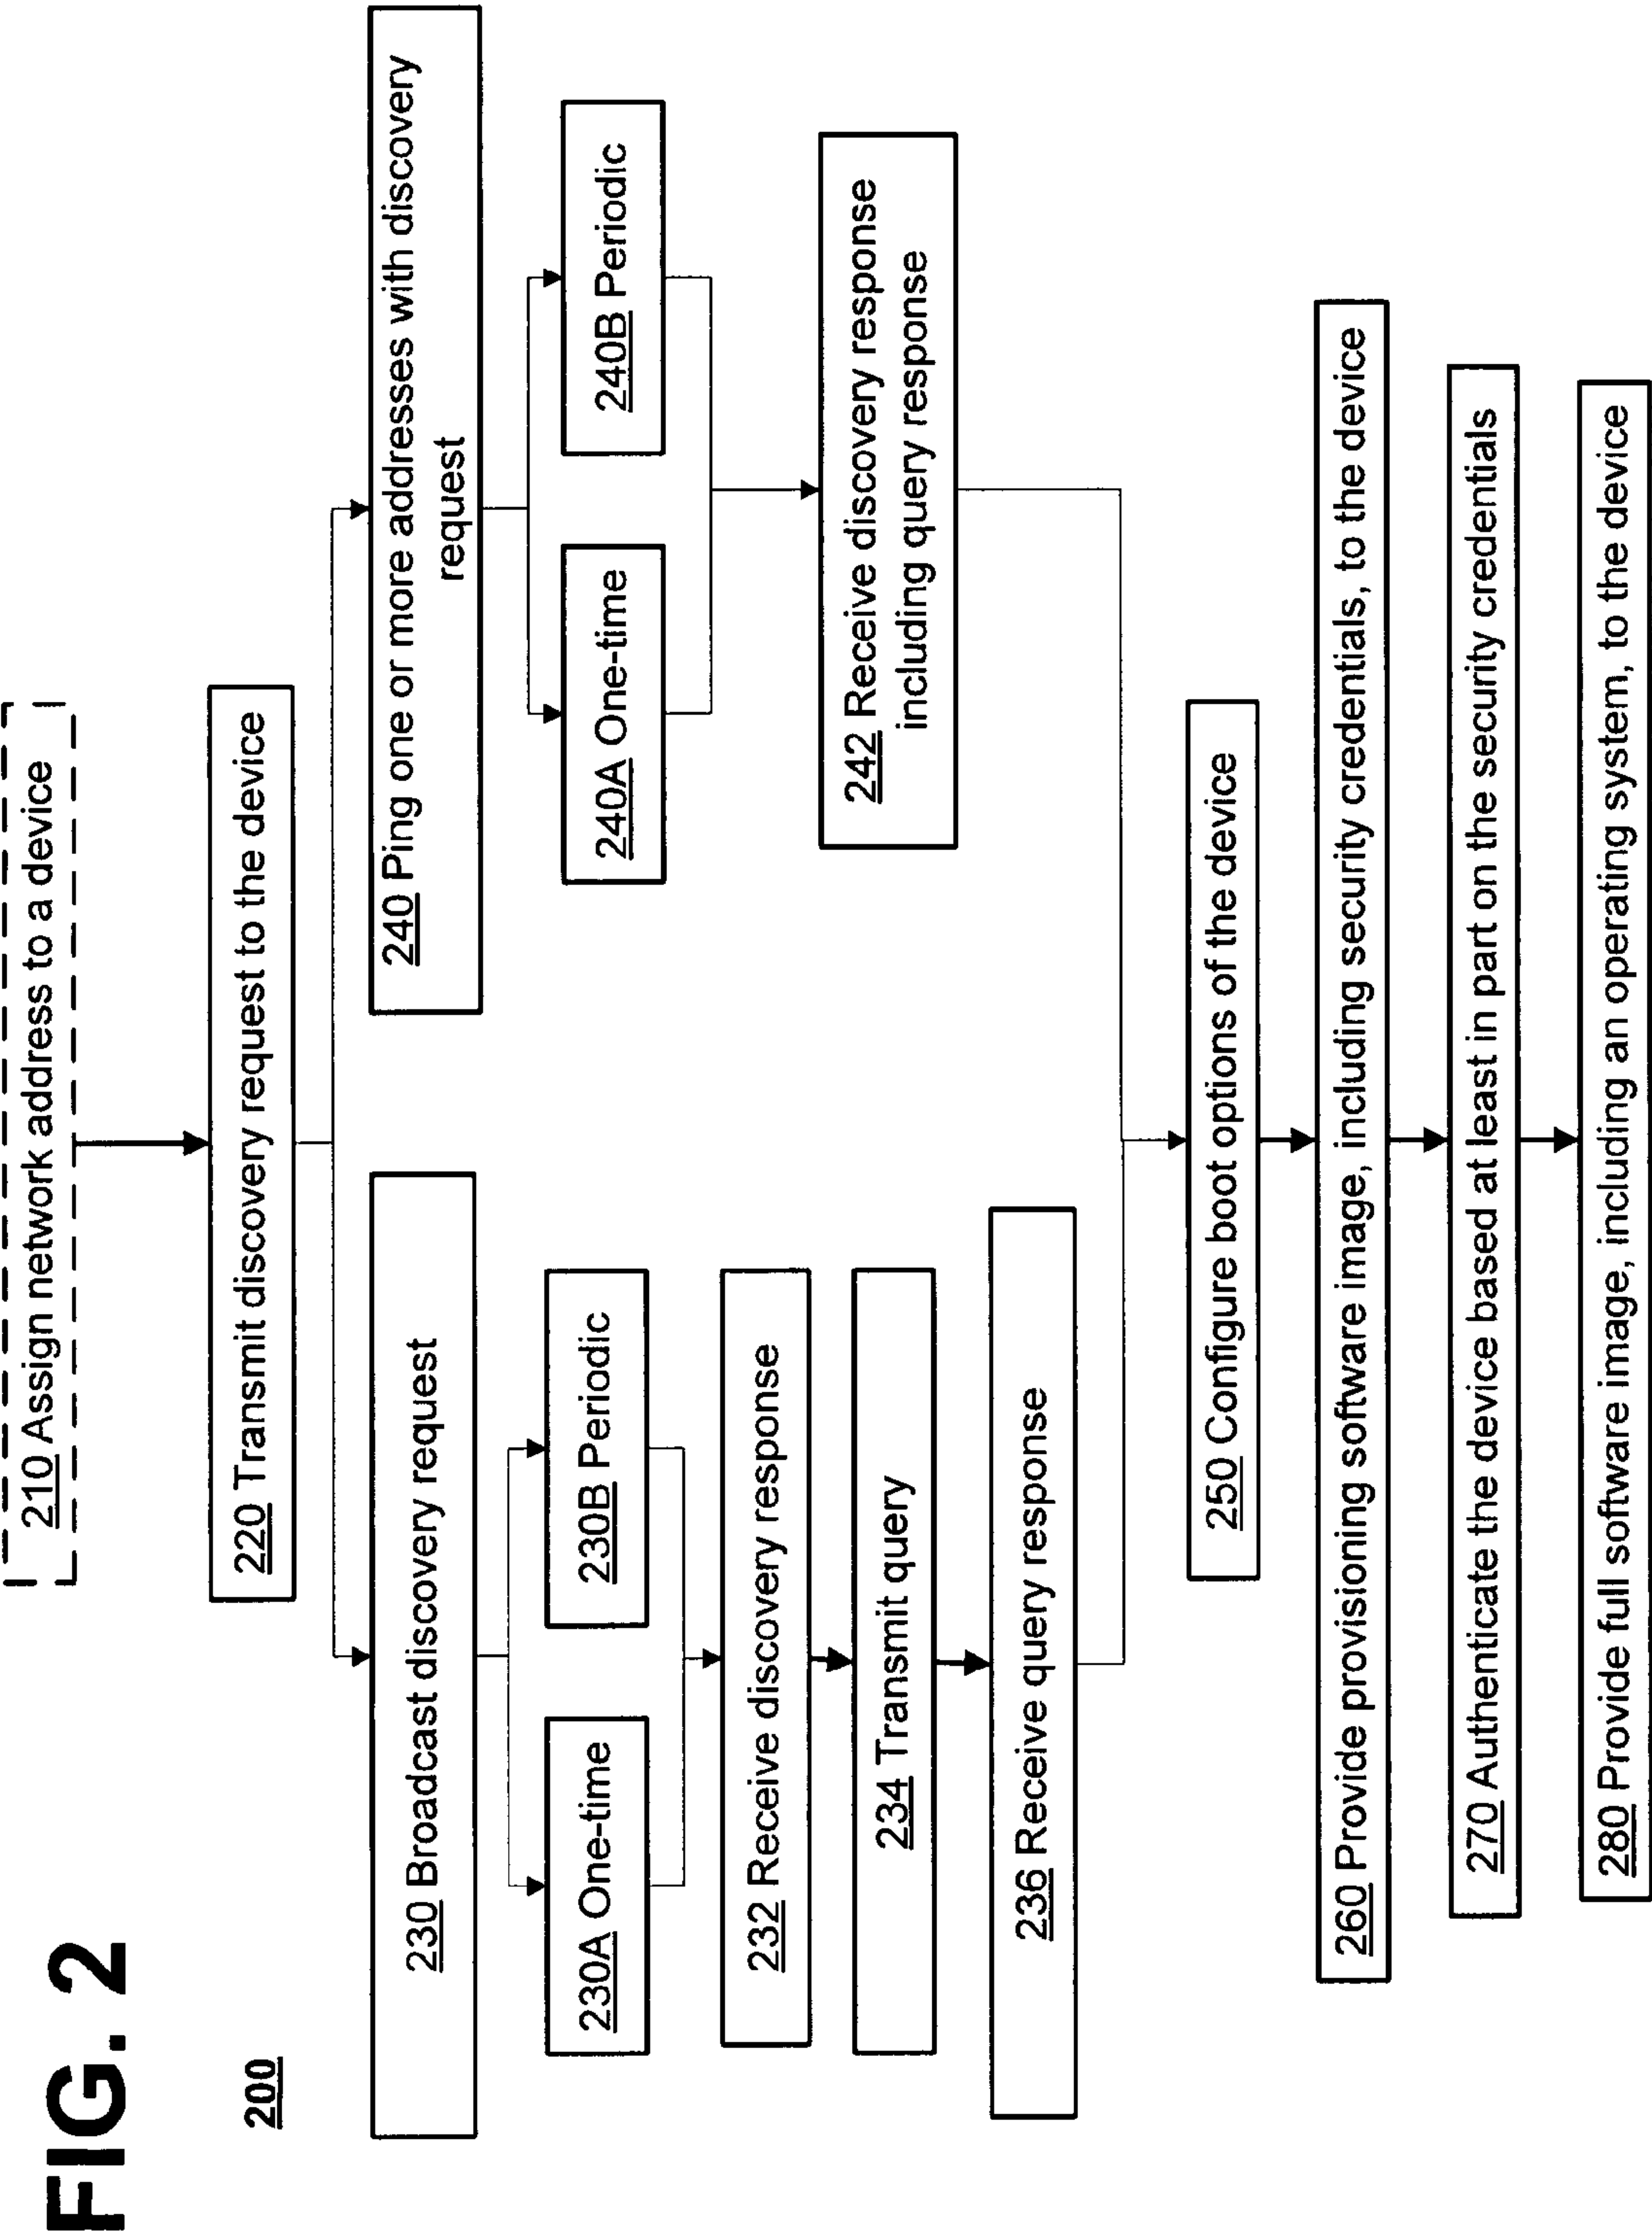 FIG. 2
200
210 Assign network address to a device
220 Transmit discovery request to the device
230 Broadcast discovery request
240 Ping one or more addresses with discovery
request
230A One-time
230B Periodic
240A One-time
240B Periodic
232 Receive discovery response
234 Transmit query
236 Receive query response
242 Receive discovery response
including query response
250 Configure boot options of the device
260 Provide provisioning software image, including security credentials, to the device
270 Authenticate the device based at least in part on the security credentials
280 Provide full software image, including an operating system, to the device